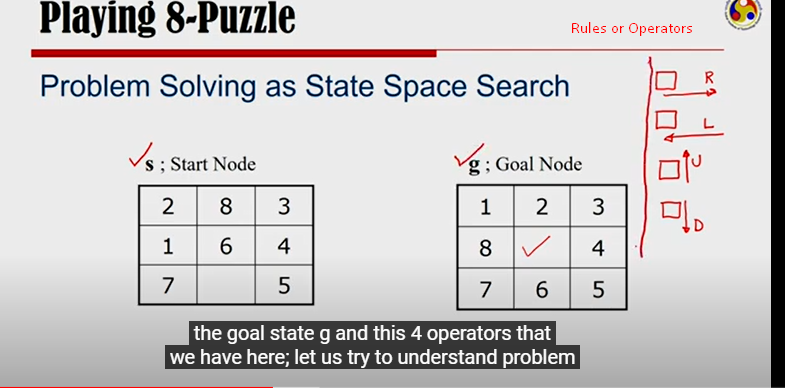 Playing 8-Puzzle
Rules or Operators
Problem Solving as State Space Search
R
L
U
D
s ; Start Node
2 8 3
1 6 4
7 5
g ; Goal Node
1 2 3
8 4
7 6 5
the goal state g and this 4 operators that
we have here; let us try to understand problem